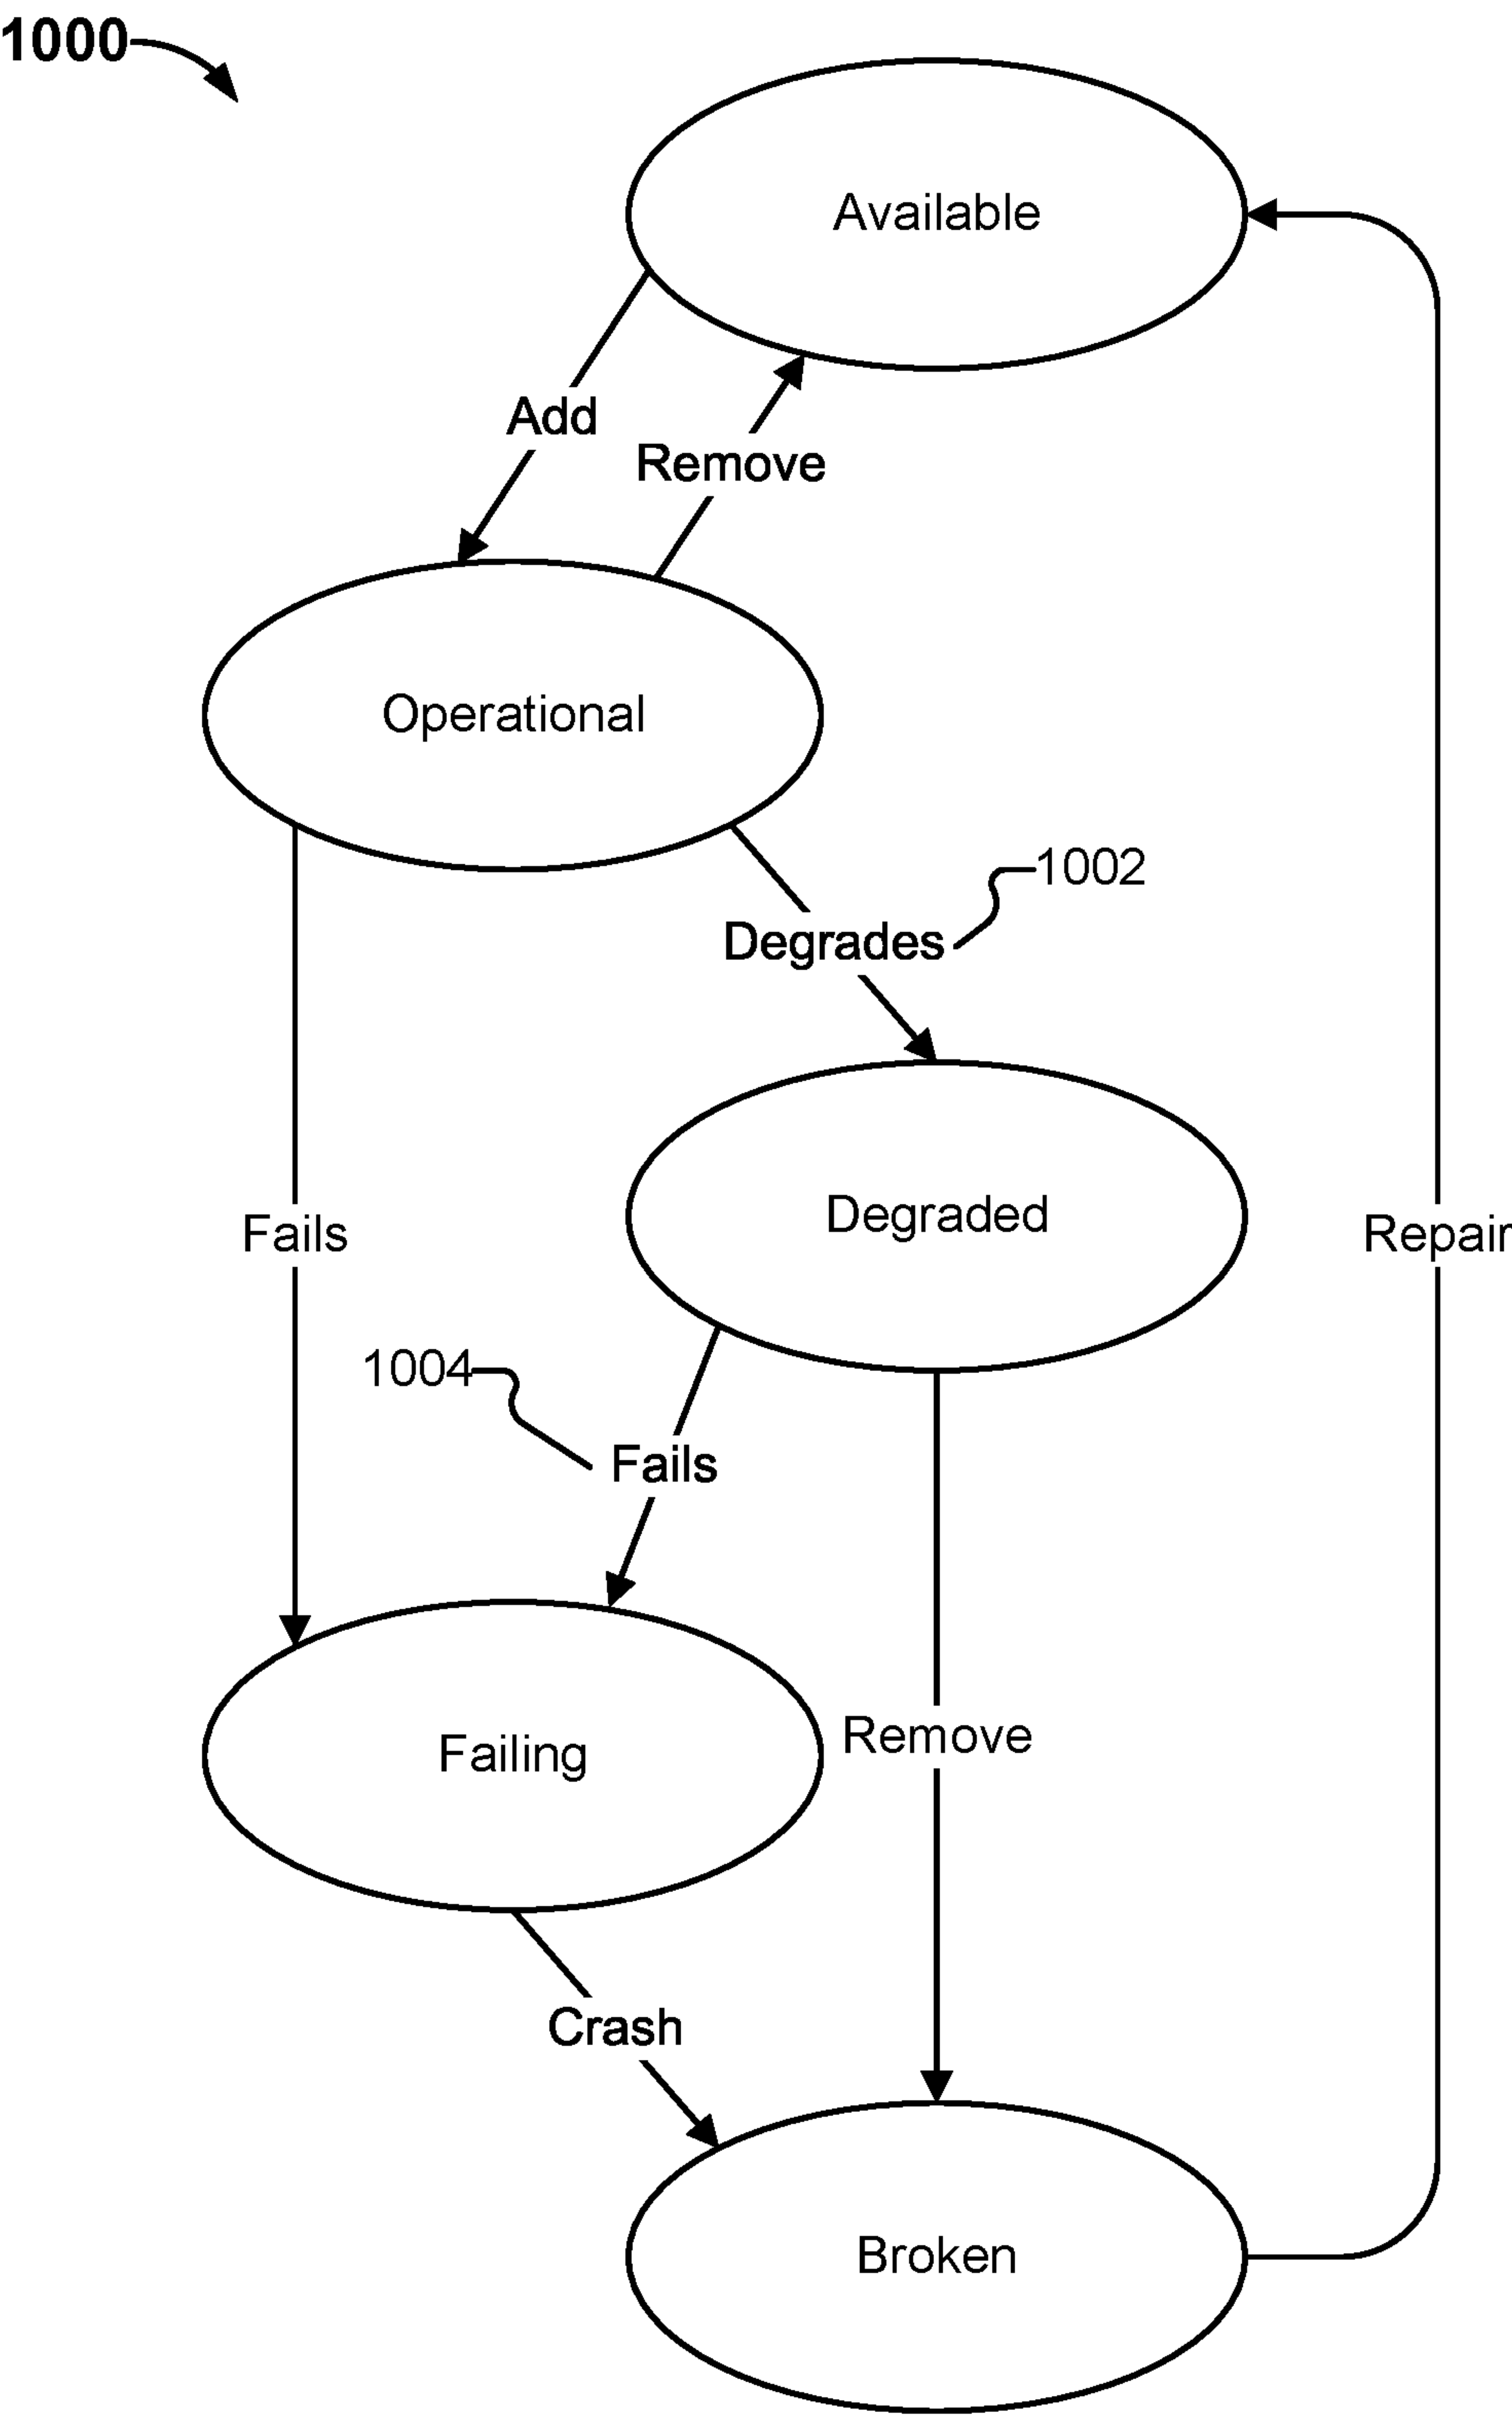 1000
Available
Add
Remove
Operational
1002
Degrades
Degraded
Fails
Repair
1004
Fails
Remove
Failing
Crash
Broken